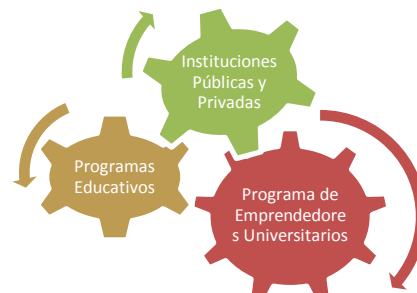 Instituciones
Públicas y
Privadas
Programas
Educativos
Programa de
Emprendedore
s Universitarios